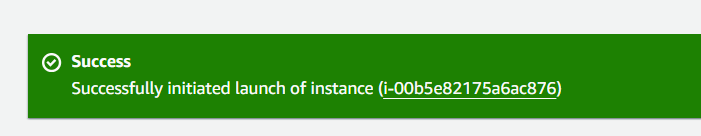 Success
Successfully initiated launch of instance (i-00b5e82175a6ac876)